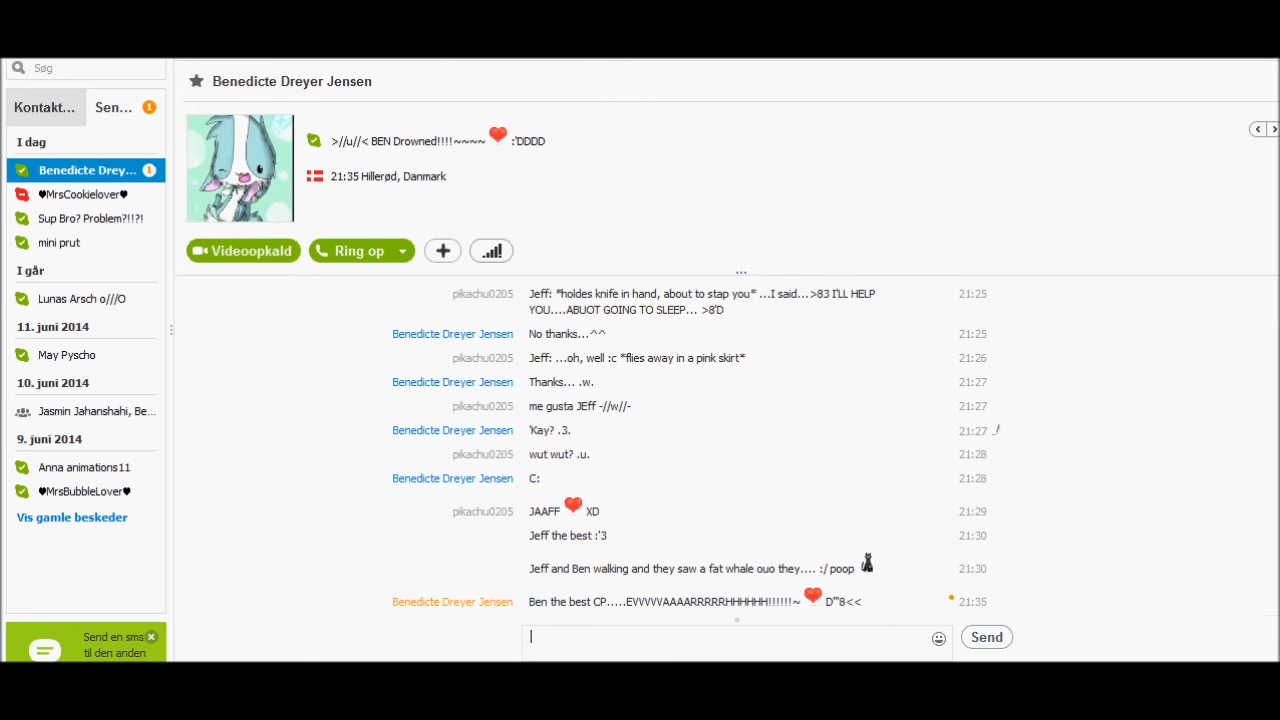 Søg
Benedicte Dreyer Jensen
Kontakt... Sen... 1
>//u//< BEN Drowned!!!!~~~~ :'DDDD
I dag
Benedicte Drey... 1
21:35 Hillerød, Danmark
♥MrsCookielover♥
Sup Bro? Problem?!!?!
mini prut
Videoopkald Ring op
I går
Lunas Arsch o///O
11. juni 2014
May Pyscho
10. juni 2014
Jasmin Jahanshahi, Be...
9. juni 2014
Anna animations11
♥MrsBubbleLover♥
Vis gamle beskeder
Send en sms
til den anden
pikachu0205 Jeff: *holdes knife in hand, about to stap you* ...I said...>83 I'LL HELP 21:25
YOU....ABUOT GOING TO SLEEP... >8'D
Benedicte Dreyer Jensen No thanks...^^ 21:25
pikachu0205 Jeff: ...oh, well :c *flies away in a pink skirt* 21:26
Benedicte Dreyer Jensen Thanks... .w. 21:27
pikachu0205 me gusta JEff -//w//- 21:27
Benedicte Dreyer Jensen 'Kay? .3. 21:27
pikachu0205 wut wut? .u. 21:28
Benedicte Dreyer Jensen C: 21:28
pikachu0205 JAAFF XD 21:29
Jeff the best :'3 21:30
Jeff and Ben walking and they saw a fat whale ouo they.... :/ poop 21:30
Benedicte Dreyer Jensen Ben the best CP.....EVVVVVAAAARRRRRHHHHHH!!!!!!~ D'''8<< 21:35
Send